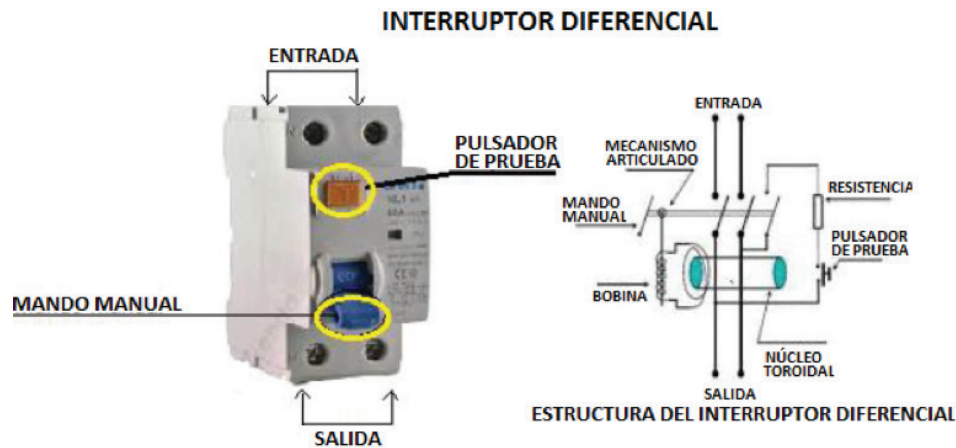 INTERRUPTOR DIFERENCIAL
ENTRADA
PULSADOR
DE PRUEBA
MANDO MANUAL
SALIDA
ENTRADA
MECANISMO
ARTICULADO
MANDO
MANUAL
RESISTENCIA
PULSADOR
DE PRUEBA
BOBINA
NÚCLEO
TOROIDAL
SALIDA
ESTRUCTURA DEL INTERRUPTOR DIFERENCIAL